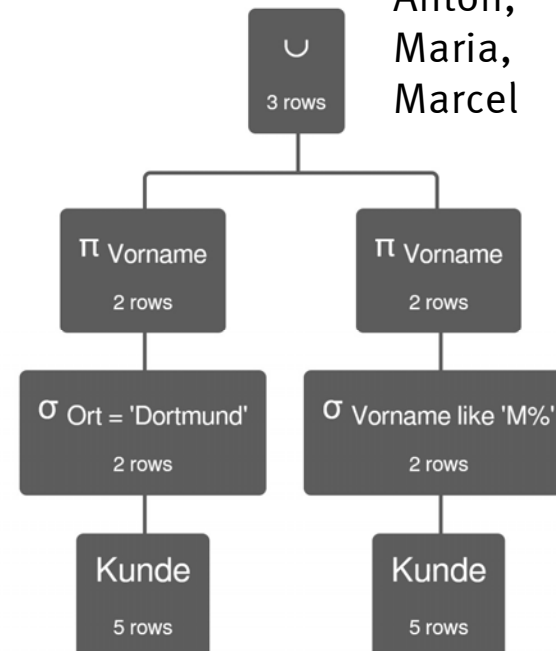 Anton,
Maria,
Marcel
∪
3 rows
π Vorname
2 rows
π Vorname
2 rows
σ Ort = 'Dortmund'
2 rows
σ Vorname like 'M%'
2 rows
Kunde
5 rows
Kunde
5 rows